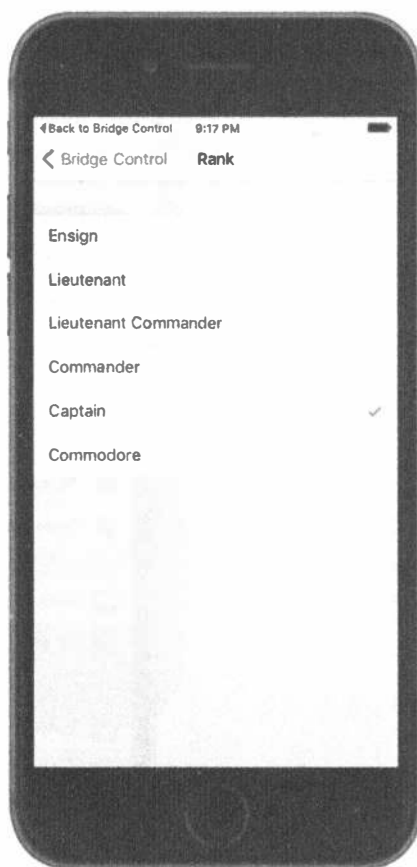 Back to Bridge Control 9:17 PM
Bridge Control Rank
Ensign
Lieutenant
Lieutenant Commander
Commander
Captain
Commodore